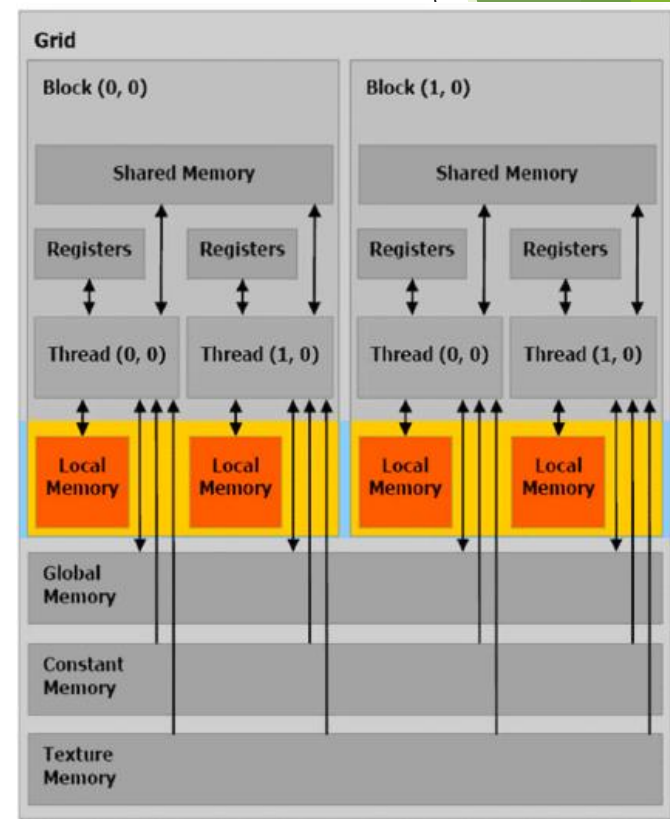 Grid
Block (0, 0)
Block (1, 0)
Shared Memory
Shared Memory
Registers
Registers
Registers
Registers
Thread (0, 0)
Thread (1, 0)
Thread (0, 0)
Thread (1, 0)
Local
Memory
Local
Memory
Local
Memory
Local
Memory
Global
Memory
Constant
Memory
Texture
Memory